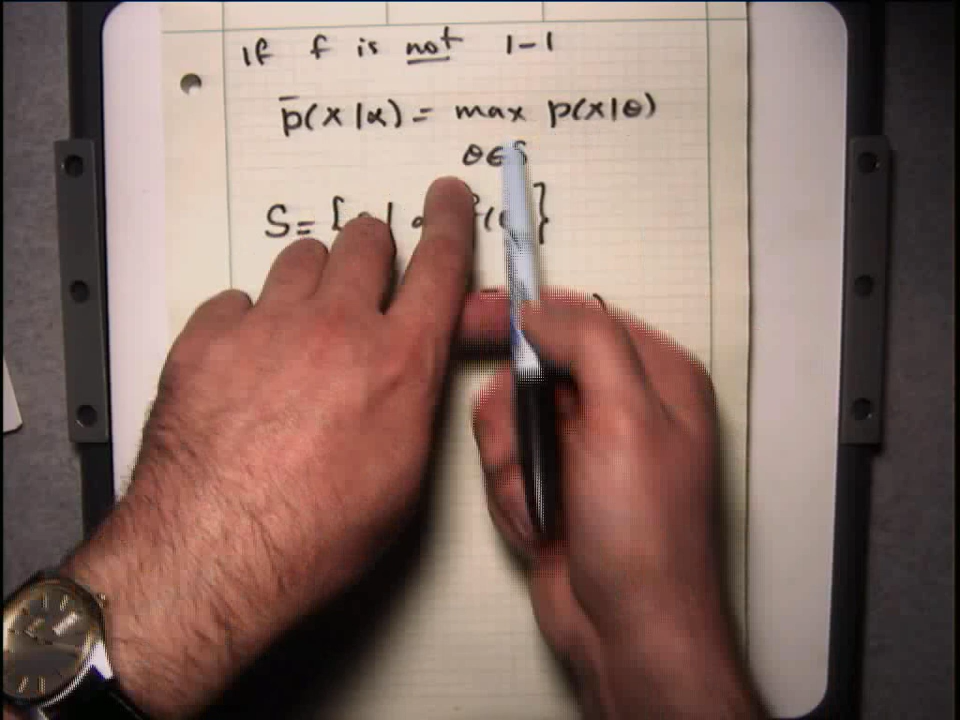 If f is not 1-1
p̄(x|α) = max p(x|θ)
θ∈S
S = { | }